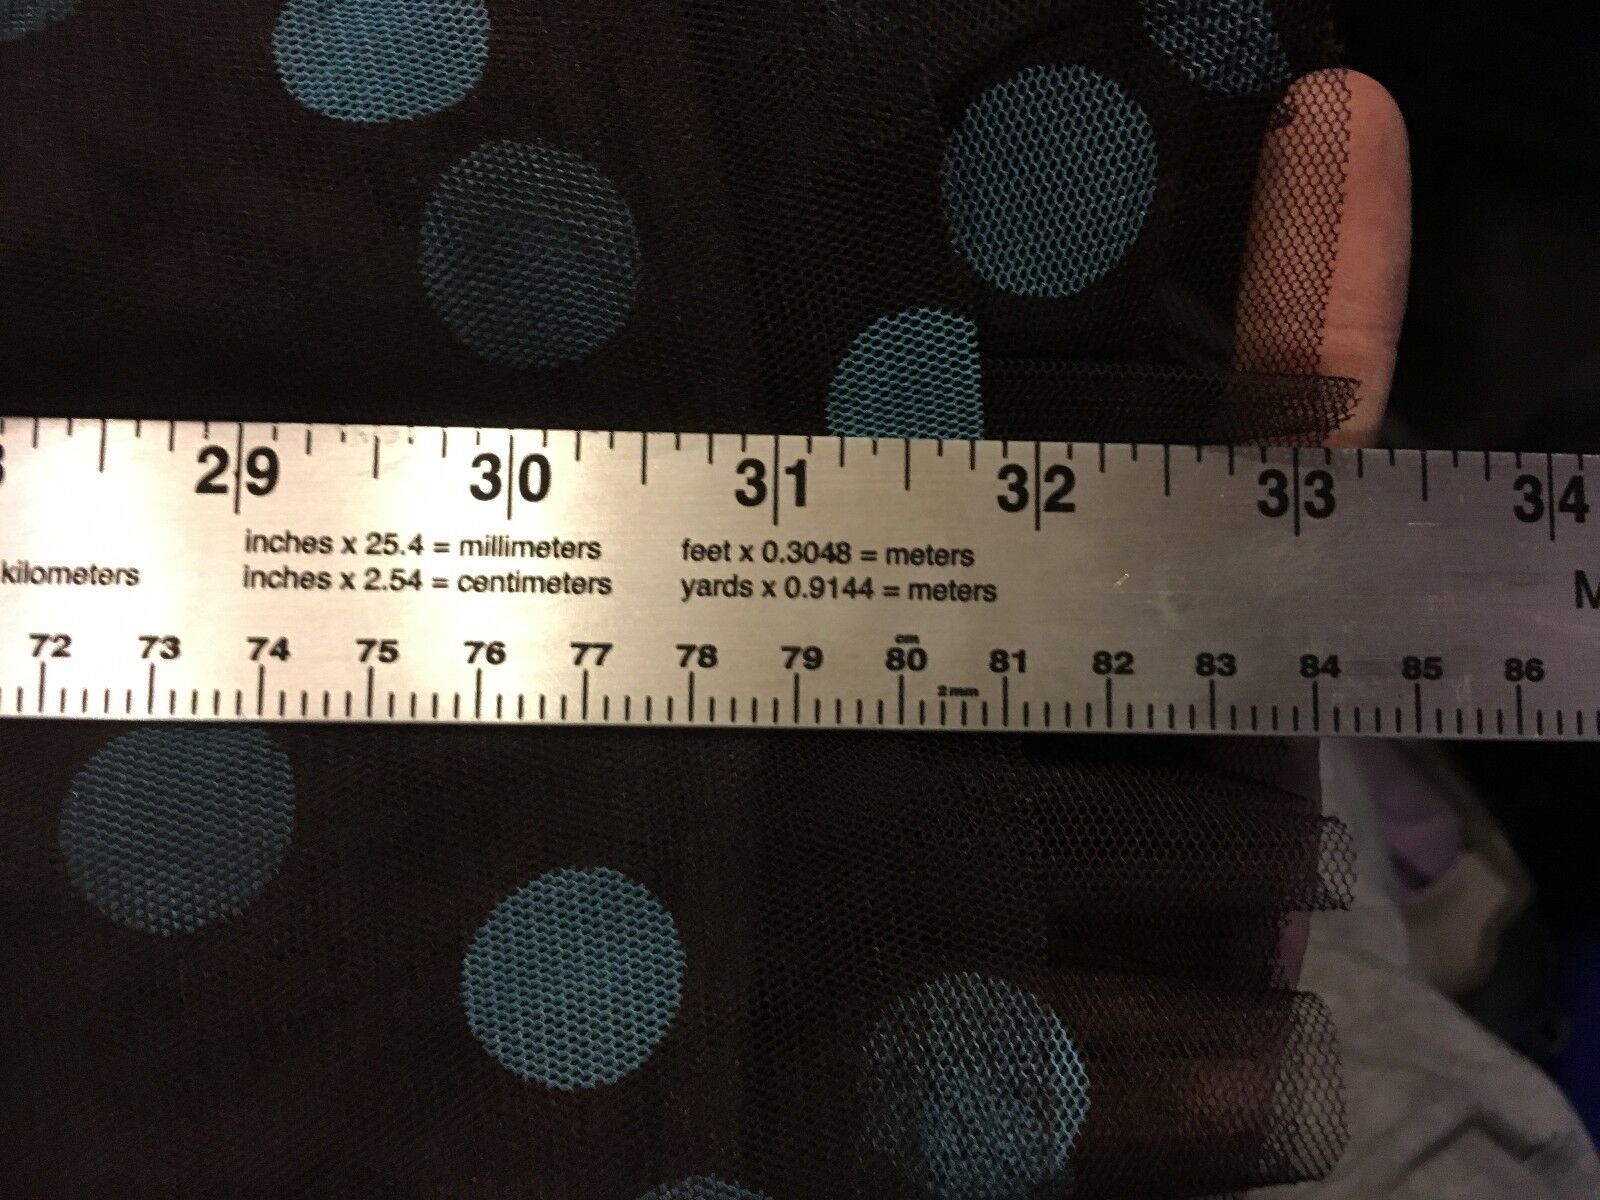 29 30 31 32 33 34
inches x 25.4 = millimeters feet x 0.3048 = meters
kilometers inches x 2.54 = centimeters yards x 0.9144 = meters
cm
72 73 74 75 76 77 78 79 80 81 82 83 84 85 86
2 mm